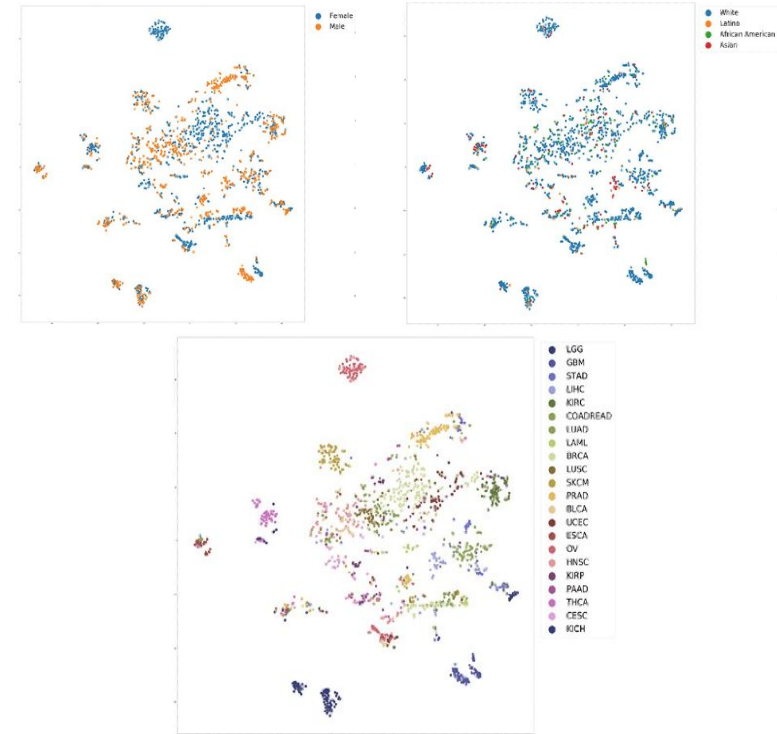 Female
Male
White
Latino
African American
Asian
LGG
GBM
STAD
LIHC
KIRC
COADREAD
LUAD
LAML
BRCA
LUSC
SKCM
PRAD
BLCA
UCEC
ESCA
OV
HNSC
KIRP
PAAD
THCA
CESC
KICH